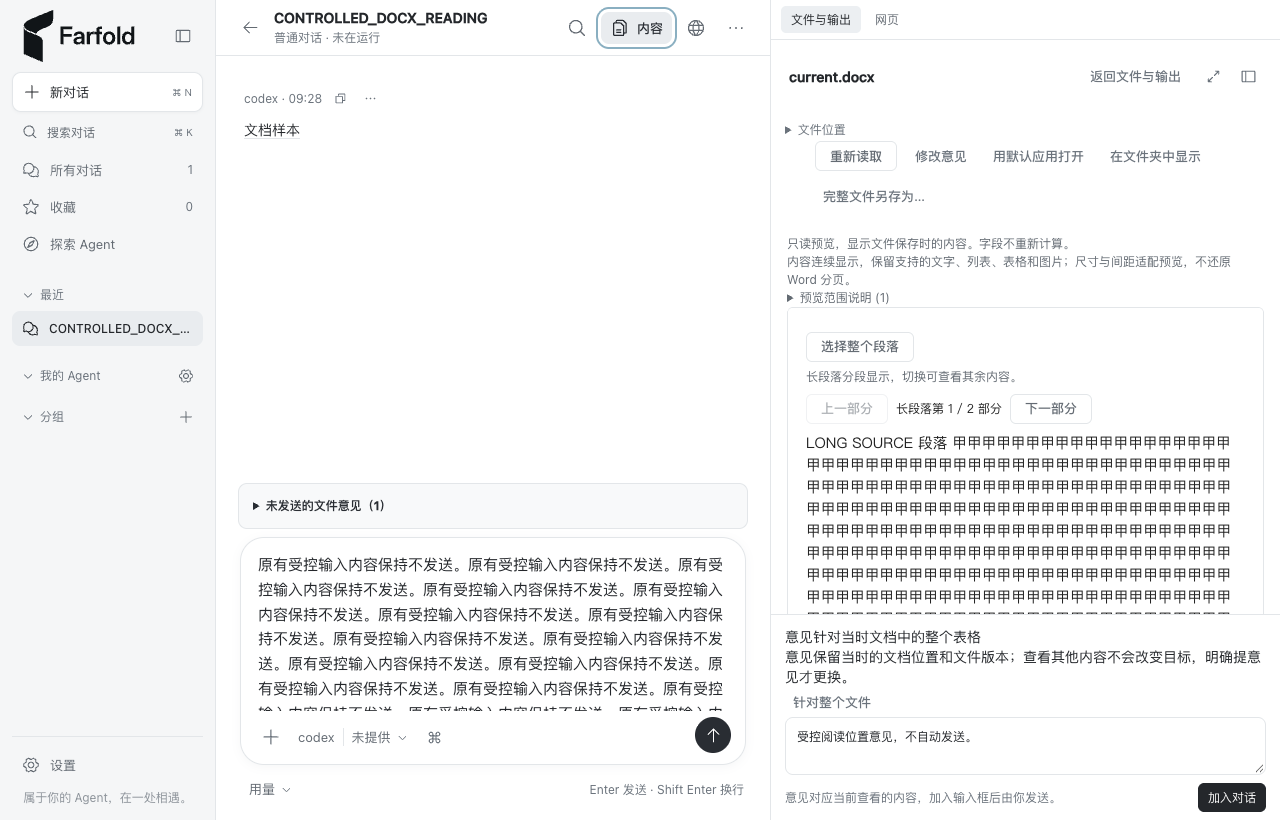 Farfold
新对话
⌘ N
搜索对话
⌘ K
所有对话
1
收藏
0
探索 Agent
最近
CONTROLLED_DOCX_...
我的 Agent
分组
设置
属于你的 Agent，在一处相遇。
CONTROLLED_DOCX_READING
普通对话 · 未在运行
内容
codex · 09:28
文档样本
未发送的文件意见（1）
原有受控输入内容保持不发送。原有受控输入内容保持不发送。原有受
控输入内容保持不发送。原有受控输入内容保持不发送。原有受控输入
内容保持不发送。原有受控输入内容保持不发送。原有受控输入内容保
持不发送。原有受控输入内容保持不发送。原有受控输入内容保持不发
送。原有受控输入内容保持不发送。原有受控输入内容保持不发送。原
有受控输入内容保持不发送。原有受控输入内容保持不发送。原有受控
输入内容保持不发送。原有受控输入内容保持不发送。原有受控输入内
codex
未提供
⌘
用量
Enter 发送 · Shift Enter 换行
文件与输出
网页
current.docx
返回文件与输出
文件位置
重新读取
修改意见
用默认应用打开
在文件夹中显示
完整文件另存为...
只读预览，显示文件保存时的内容。字段不重新计算。
内容连续显示，保留支持的文字、列表、表格和图片；尺寸与间距适配预览，不还原
Word 分页。
预览范围说明 (1)
选择整个段落
长段落分段显示，切换可查看其余内容。
上一部分
长段落第 1 / 2 部分
下一部分
LONG SOURCE 段落 甲甲甲甲甲甲甲甲甲甲甲甲甲甲甲甲甲甲甲
甲甲甲甲甲甲甲甲甲甲甲甲甲甲甲甲甲甲甲甲甲甲甲甲甲甲甲甲甲
甲甲甲甲甲甲甲甲甲甲甲甲甲甲甲甲甲甲甲甲甲甲甲甲甲甲甲甲甲
甲甲甲甲甲甲甲甲甲甲甲甲甲甲甲甲甲甲甲甲甲甲甲甲甲甲甲甲甲
甲甲甲甲甲甲甲甲甲甲甲甲甲甲甲甲甲甲甲甲甲甲甲甲甲甲甲甲甲
甲甲甲甲甲甲甲甲甲甲甲甲甲甲甲甲甲甲甲甲甲甲甲甲甲甲甲甲甲
甲甲甲甲甲甲甲甲甲甲甲甲甲甲甲甲甲甲甲甲甲甲甲甲甲甲甲甲甲
甲甲甲甲甲甲甲甲甲甲甲甲甲甲甲甲甲甲甲甲甲甲甲甲甲甲甲甲甲
意见针对当时文档中的整个表格
意见保留当时的文档位置和文件版本；查看其他内容不会改变目标，明确提意
见才更换。
针对整个文件
受控阅读位置意见，不自动发送。
意见对应当前查看的内容，加入输入框后由你发送。
加入对话